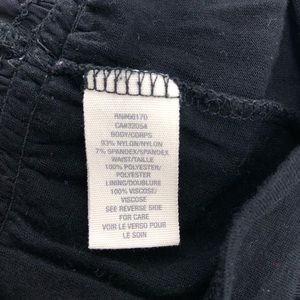 RN#66170
CA#32054
BODY/CORPS
93% NYLON/NYLON
7% SPANDEX/SPANDEX
WAIST/TAILLE
100% POLYESTER/
POLYESTER
LINING/DOUBLURE
100% VISCOSE/
VISCOSE
SEE REVERSE SIDE
FOR CARE
VOIR LE VERSO POUR
LE SOIN